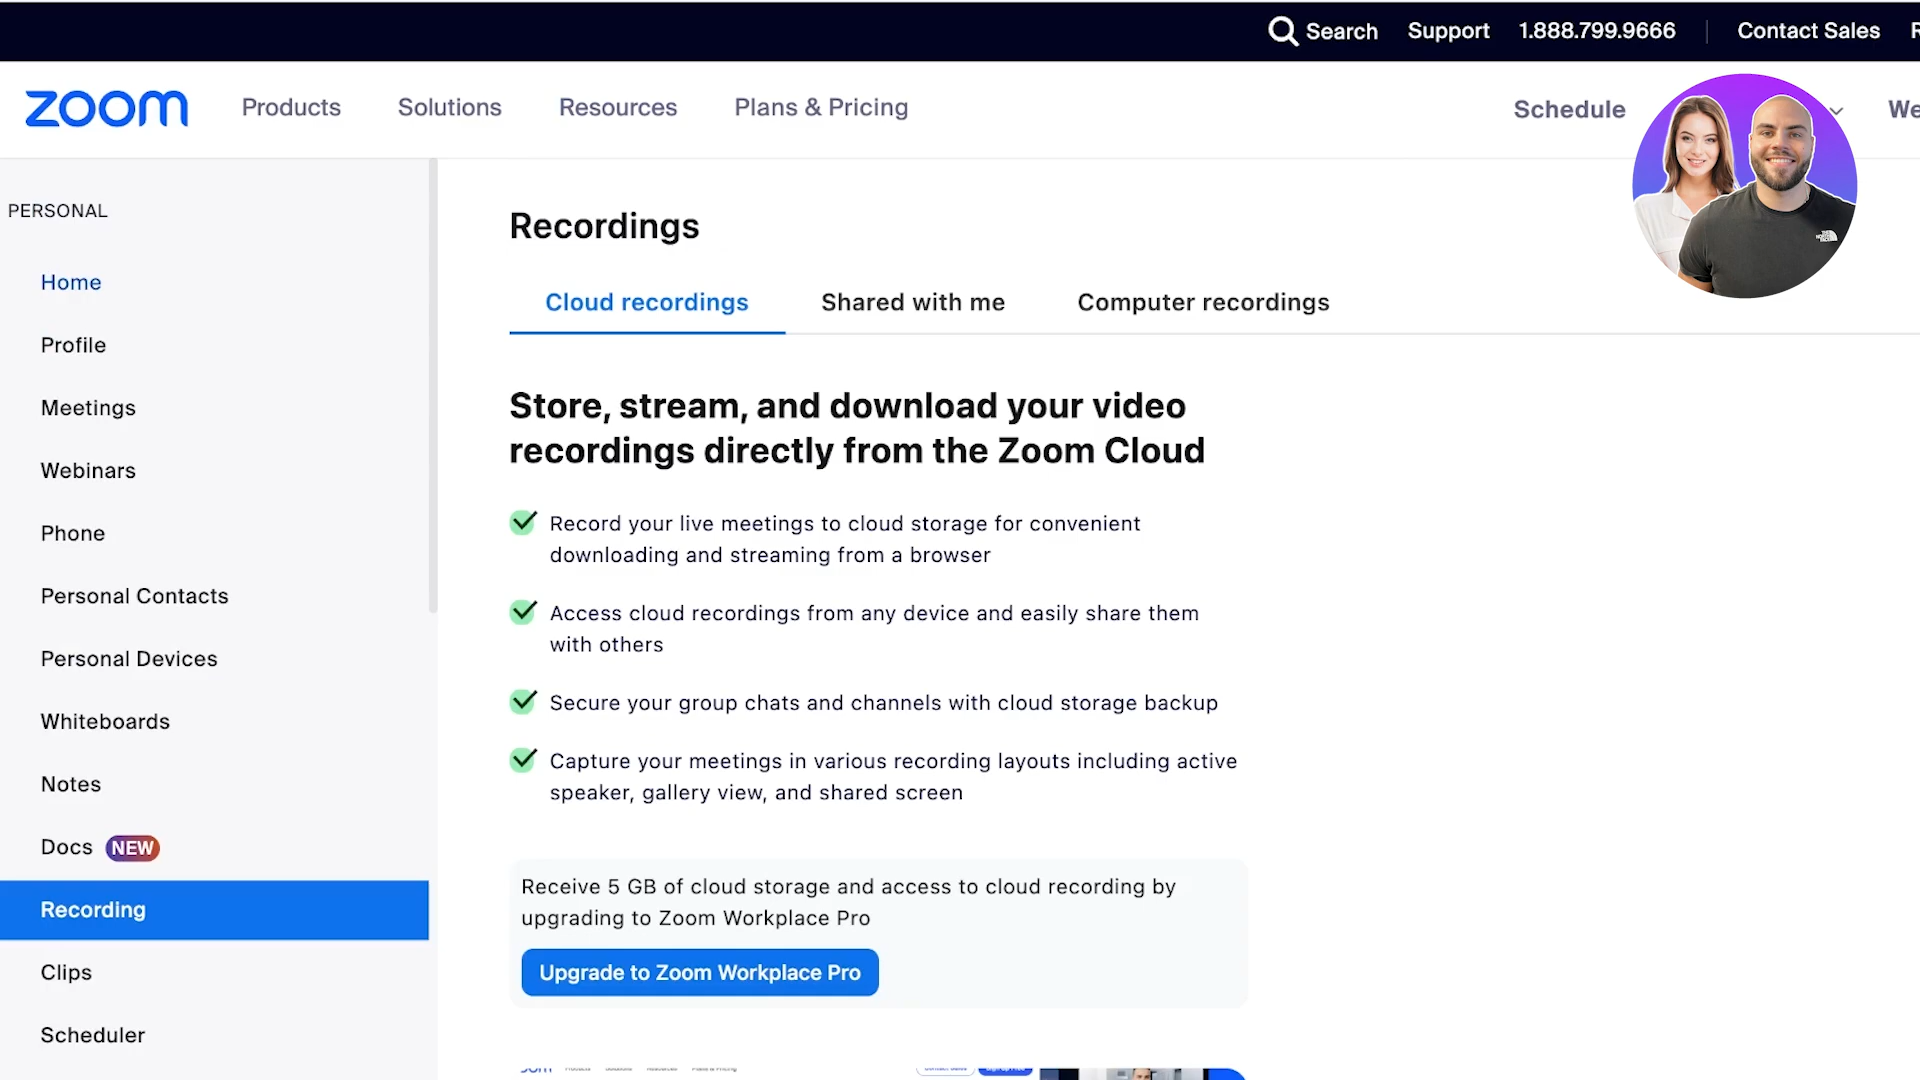 Search Support 1.888.799.9666 Contact Sales
zoom Products Solutions Resources Plans & Pricing Schedule
PERSONAL
Home
Profile
Meetings
Webinars
Phone
Personal Contacts
Personal Devices
Whiteboards
Notes
Docs NEW
Recording
Clips
Scheduler
Recordings
Cloud recordings Shared with me Computer recordings
Store, stream, and download your video
recordings directly from the Zoom Cloud
Record your live meetings to cloud storage for convenient
downloading and streaming from a browser
Access cloud recordings from any device and easily share them
with others
Secure your group chats and channels with cloud storage backup
Capture your meetings in various recording layouts including active
speaker, gallery view, and shared screen
Receive 5 GB of cloud storage and access to cloud recording by
upgrading to Zoom Workplace Pro
Upgrade to Zoom Workplace Pro